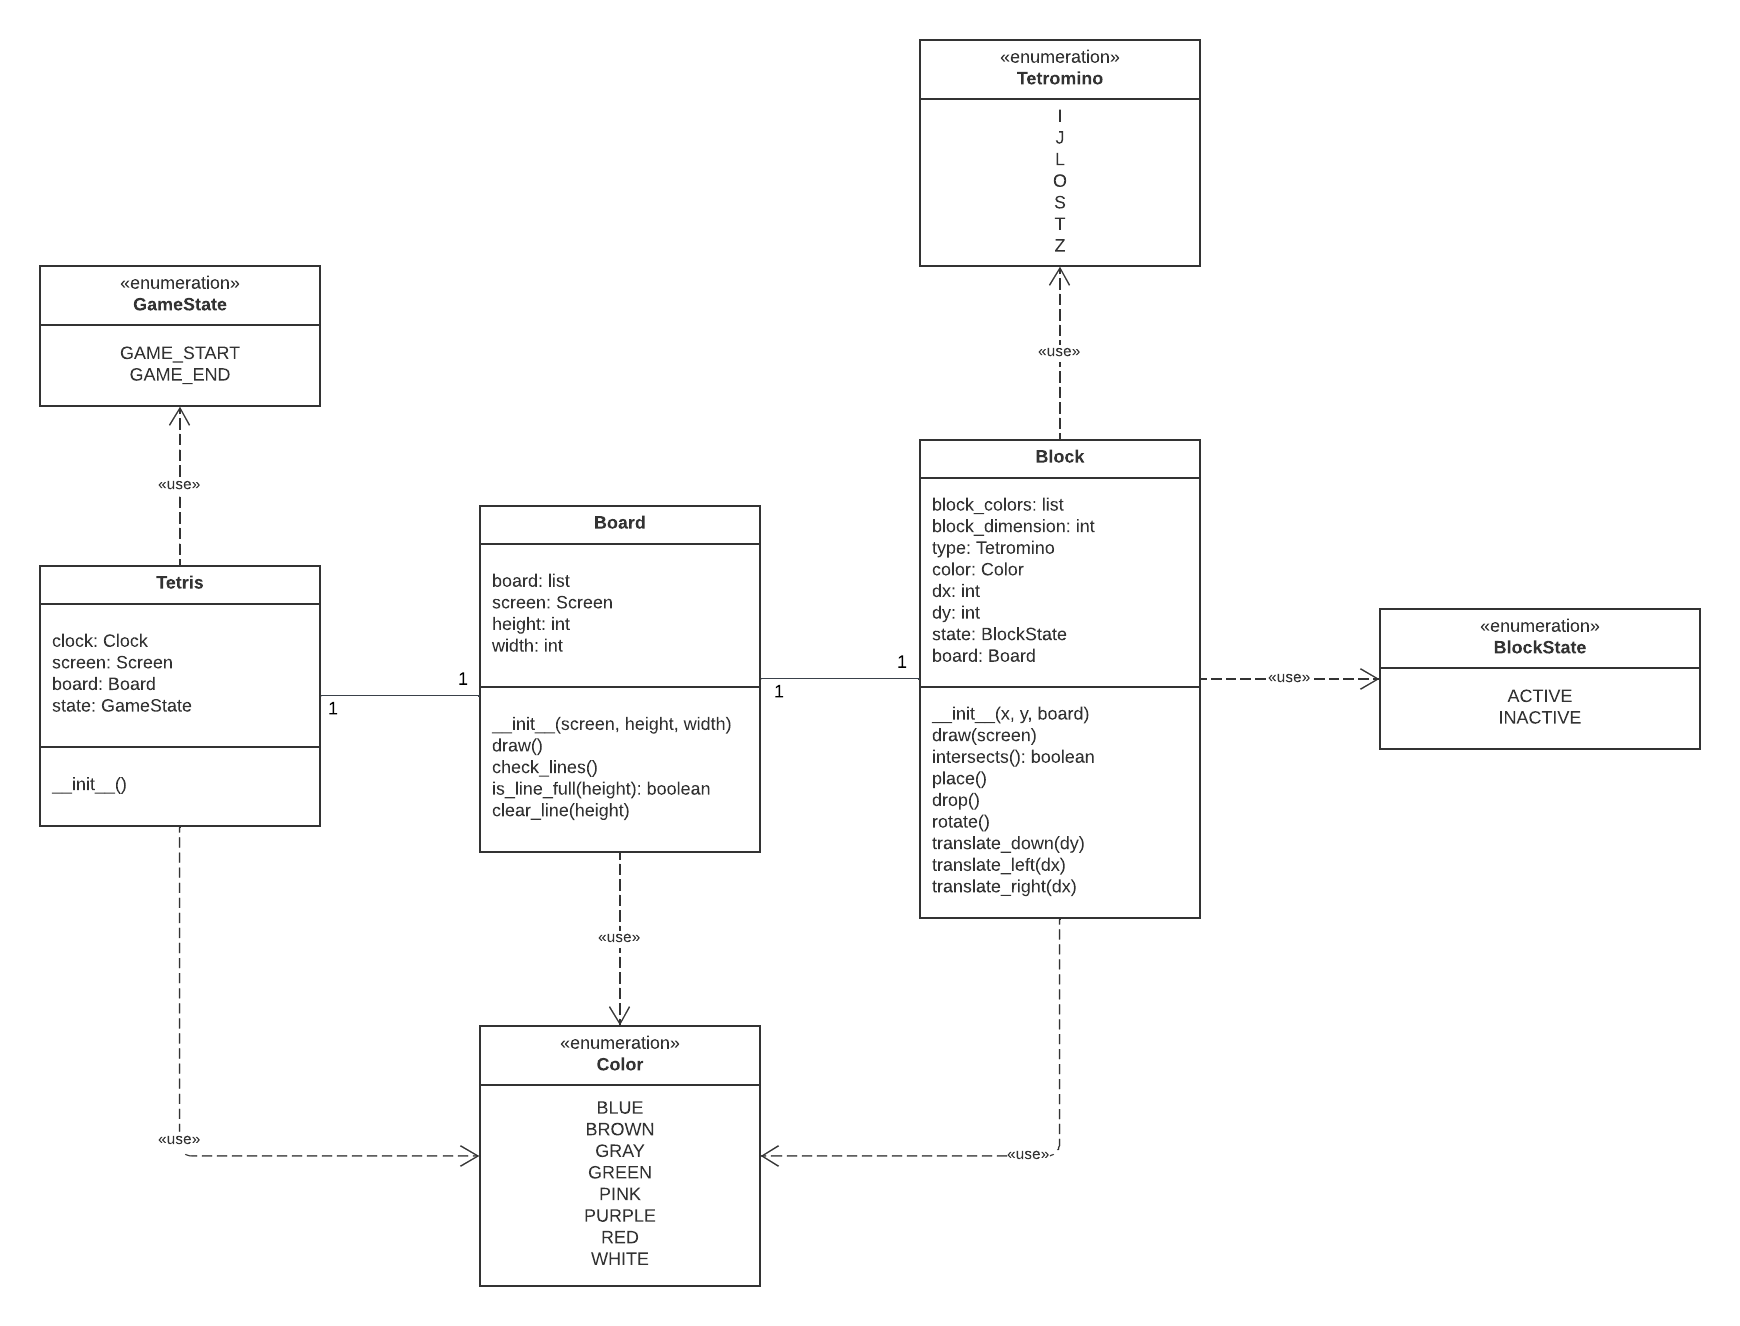 «enumeration»
Tetromino
I
J
L
O
S
T
Z
«use»
«enumeration»
GameState
GAME_START
GAME_END
«use»
Tetris
clock: Clock
screen: Screen
board: Board
state: GameState
__init__()
1
1
Board
board: list
screen: Screen
height: int
width: int
__init__(screen, height, width)
draw()
check_lines()
is_line_full(height): boolean
clear_line(height)
1
1
Block
block_colors: list
block_dimension: int
type: Tetromino
color: Color
dx: int
dy: int
state: BlockState
board: Board
__init__(x, y, board)
draw(screen)
intersects(): boolean
place()
drop()
rotate()
translate_down(dy)
translate_left(dx)
translate_right(dx)
«use»
«enumeration»
BlockState
ACTIVE
INACTIVE
«use»
«use»
«enumeration»
Color
BLUE
BROWN
GRAY
GREEN
PINK
PURPLE
RED
WHITE
«use»